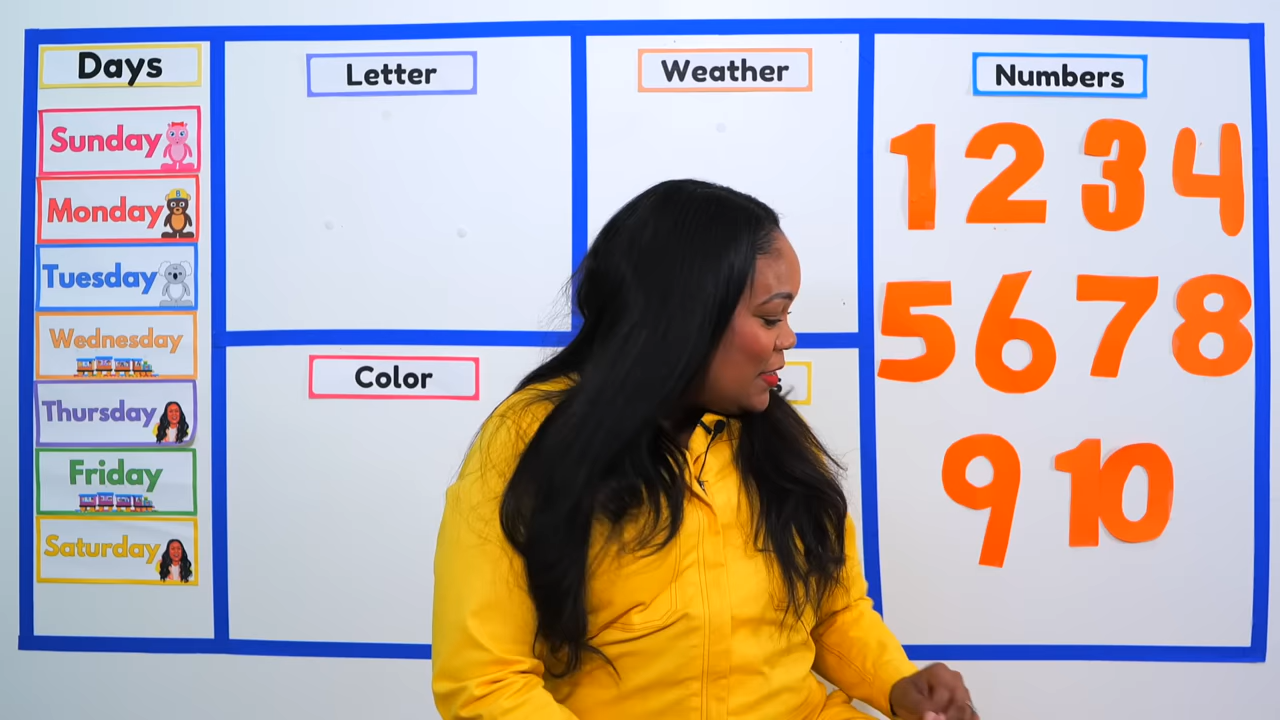 Days
Sunday
Monday
Tuesday
Wednesday
Thursday
Friday
Saturday
Letter
Weather
Color
Numbers
1 2 3 4
5 6 7 8
9 10